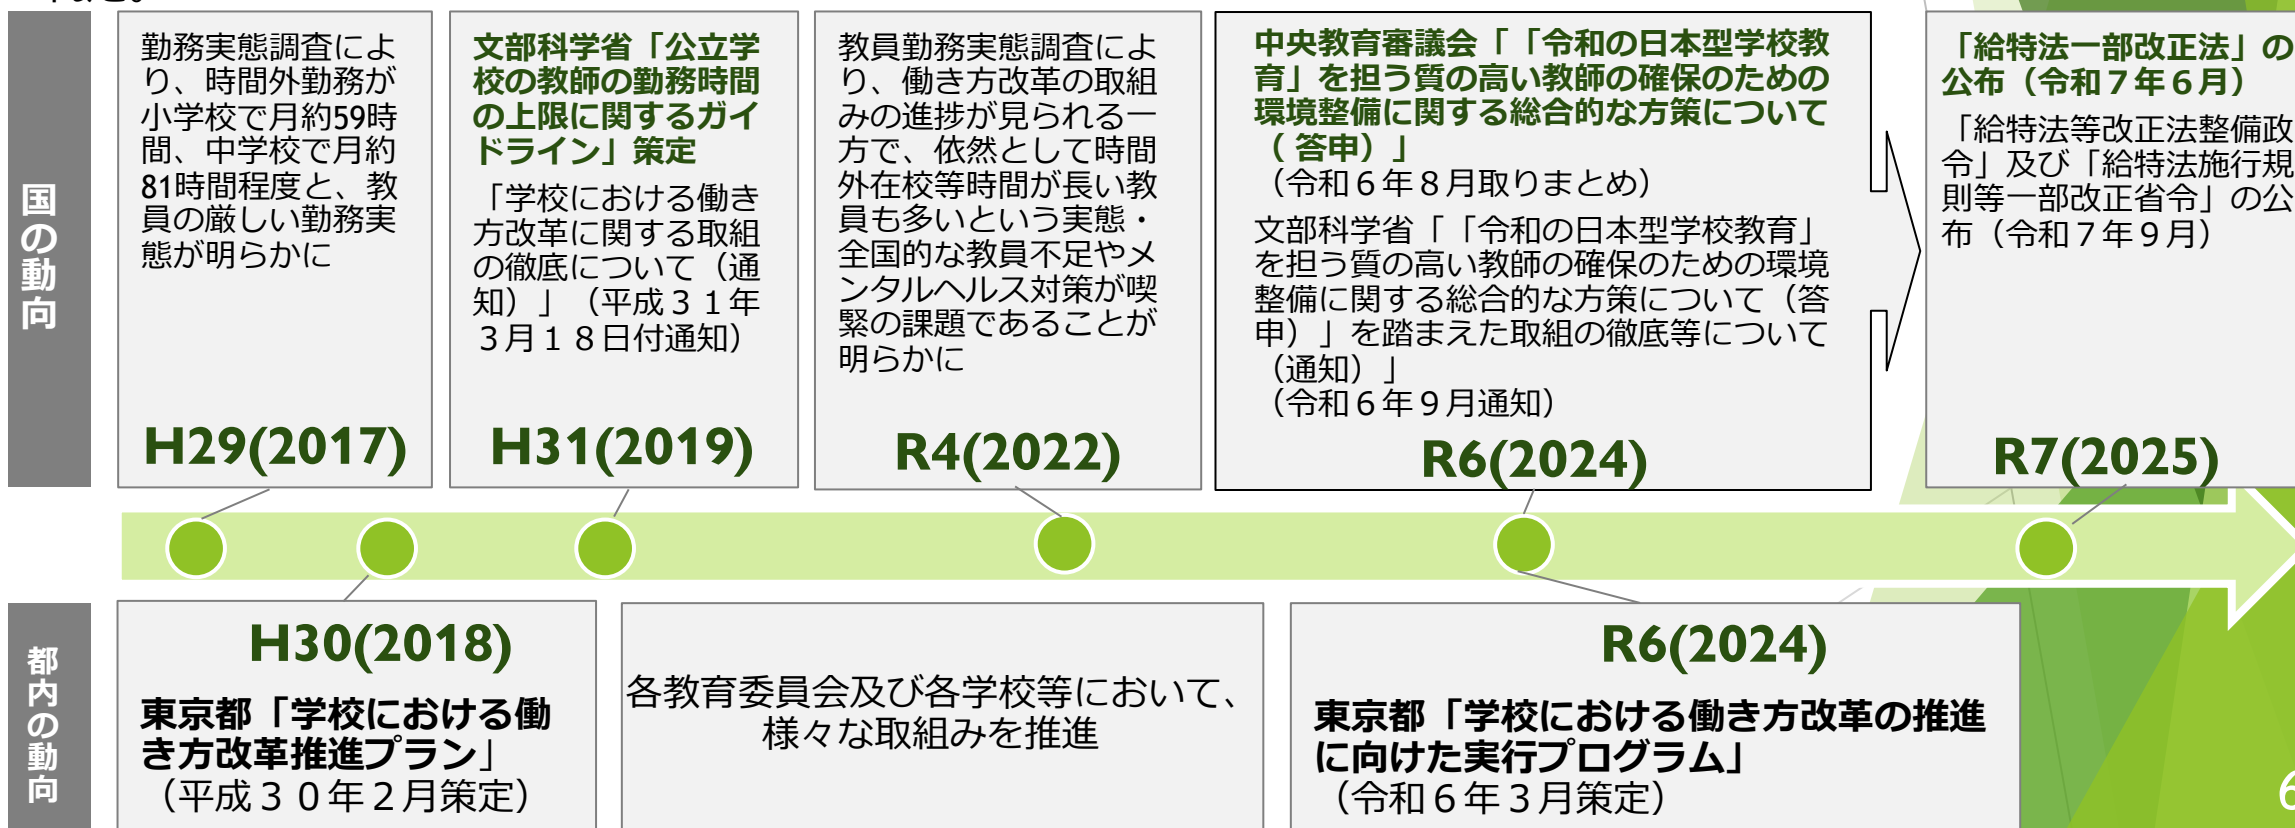 国の動向
勤務実態調査によ
り、時間外勤務が
小学校で月約59時
間、中学校で月約
81時間程度と、教
員の厳しい勤務実
態が明らかに
H29(2017)
文部科学省「公立学
校の教師の勤務時間
の上限に関するガイ
ドライン」策定
「学校における働き
方改革に関する取組
の徹底について（通
知）」（平成３１年
３月１８日付通知）
H31(2019)
教員勤務実態調査によ
り、働き方改革の取組
みの進捗が見られる一
方で、依然として時間
外在校等時間が長い教
員も多いという実態・
全国的な教員不足やメ
ンタルヘルス対策が喫
緊の課題であることが
明らかに
R4(2022)
中央教育審議会「「令和の日本型学校教
育」を担う質の高い教師の確保のための
環境整備に関する総合的な方策について
（ 答申）」
（令和６年８月取りまとめ）
文部科学省「「令和の日本型学校教育」
を担う質の高い教師の確保のための環境
整備に関する総合的な方策について（答
申）」を踏まえた取組の徹底等について
（通知）」
（令和６年９月通知）
R6(2024)
「給特法一部改正法」の
公布（令和７年６月）
「給特法等改正法整備政
令」及び「給特法施行規
則等一部改正省令」の公
布（令和７年９月）
R7(2025)
都内の動向
H30(2018)
東京都「学校における働
き方改革推進プラン」
（平成３０年２月策定）
各教育委員会及び各学校等において、
様々な取組みを推進
R6(2024)
東京都「学校における働き方改革の推進
に向けた実行プログラム」
（令和６年３月策定）
6